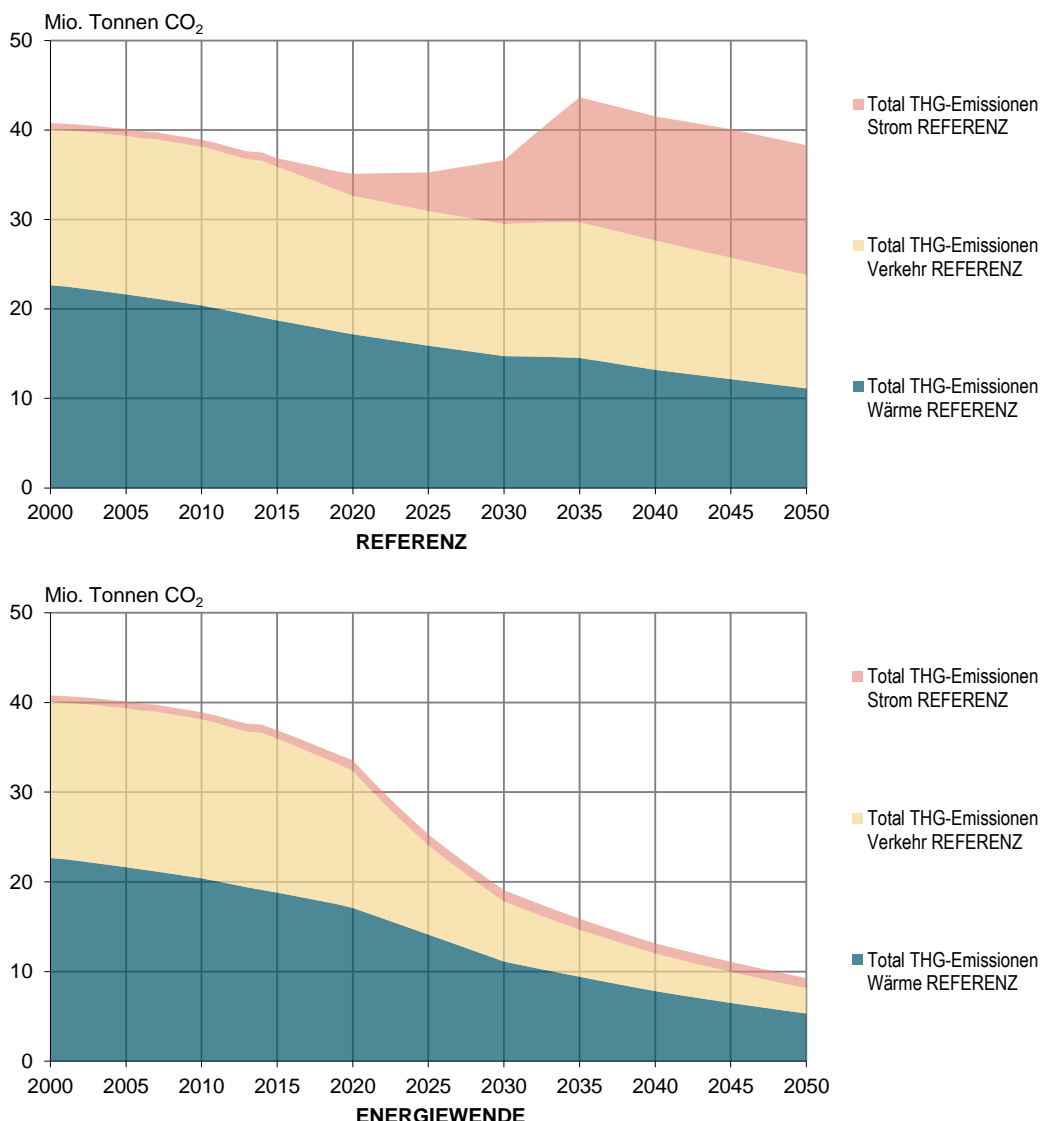 Mio. Tonnen CO₂
50
40
30
20
10
0
2000 2005 2010 2015 2020 2025 2030 2035 2040 2045 2050
REFERENZ
Total THG-Emissionen
Strom REFERENZ
Total THG-Emissionen
Verkehr REFERENZ
Total THG-Emissionen
Wärme REFERENZ
Mio. Tonnen CO₂
50
40
30
20
10
0
2000 2005 2010 2015 2020 2025 2030 2035 2040 2045 2050
ENERGIEWENDE
Total THG-Emissionen
Strom REFERENZ
Total THG-Emissionen
Verkehr REFERENZ
Total THG-Emissionen
Wärme REFERENZ